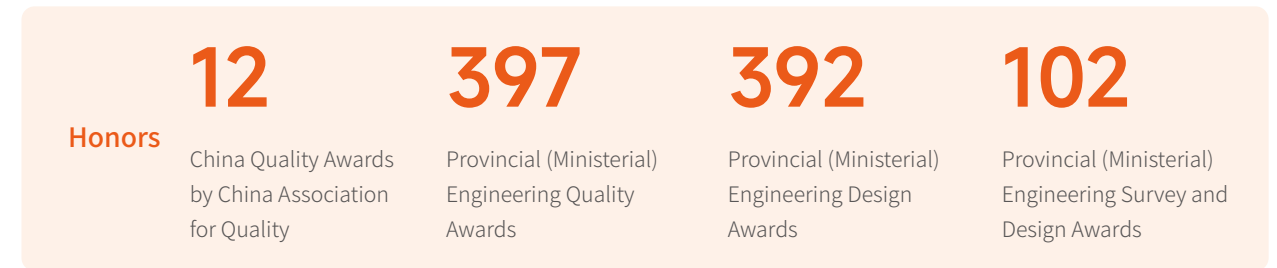 Honors
12
China Quality Awards
by China Association
for Quality
397
Provincial (Ministerial)
Engineering Quality
Awards
392
Provincial (Ministerial)
Engineering Design
Awards
102
Provincial (Ministerial)
Engineering Survey and
Design Awards